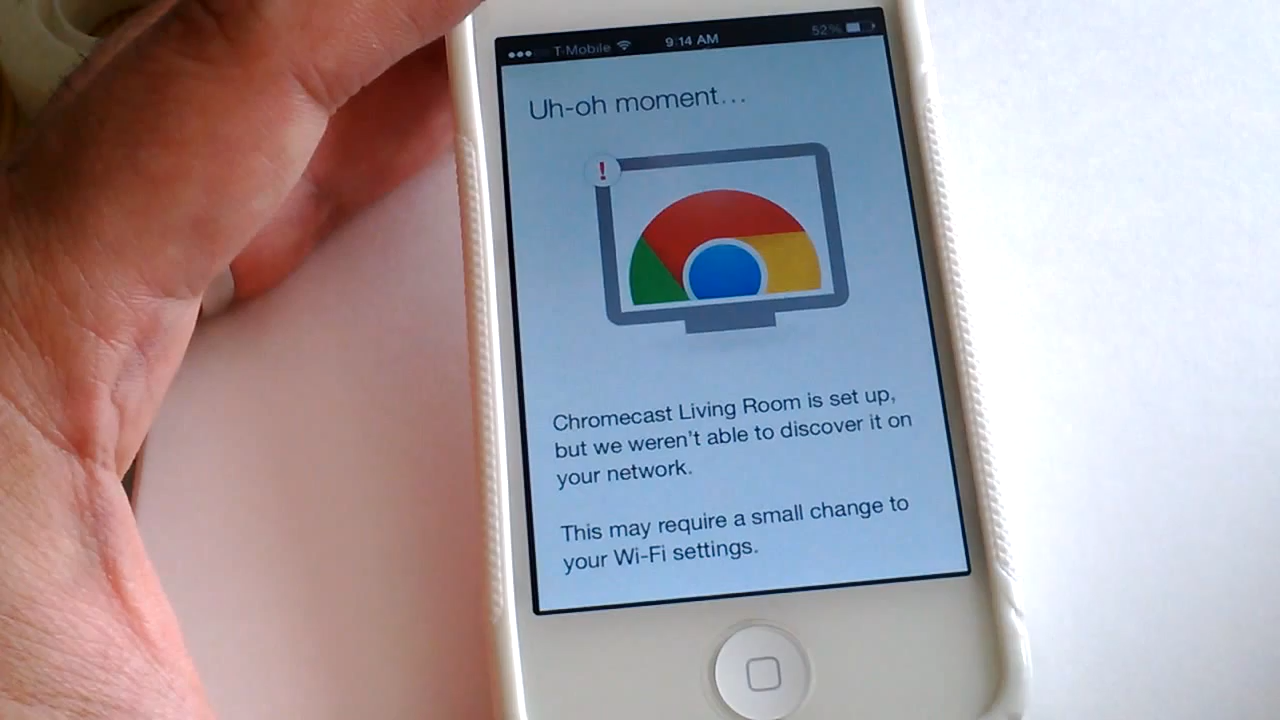 T-Mobile 9:14 AM 52%
Uh-oh moment...
!
Chromecast Living Room is set up,
but we weren't able to discover it on
your network.
This may require a small change to
your Wi-Fi settings.